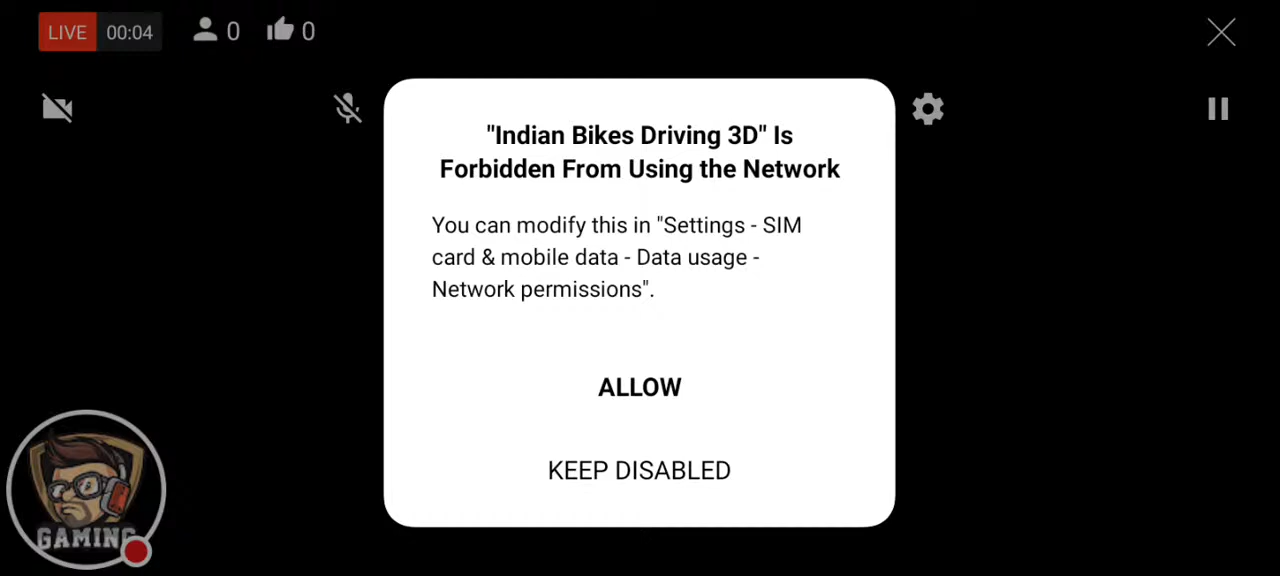 LIVE 00:04 0 0
"Indian Bikes Driving 3D" Is
Forbidden From Using the Network
You can modify this in "Settings - SIM
card & mobile data - Data usage -
Network permissions".
ALLOW
KEEP DISABLED
GAMING